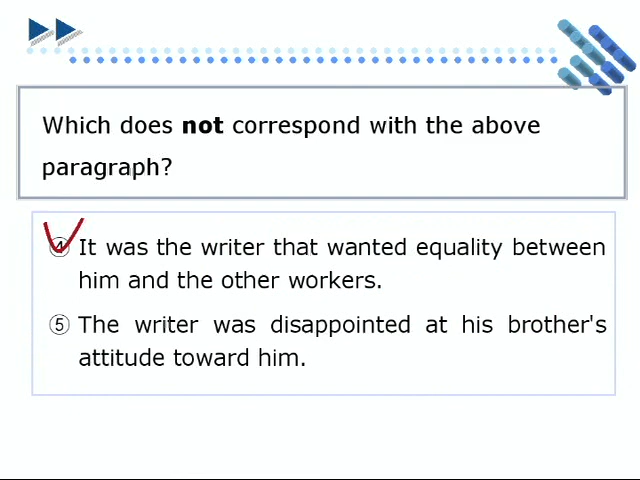 Which does not correspond with the above
paragraph?
④ It was the writer that wanted equality between
him and the other workers.
⑤ The writer was disappointed at his brother's
attitude toward him.